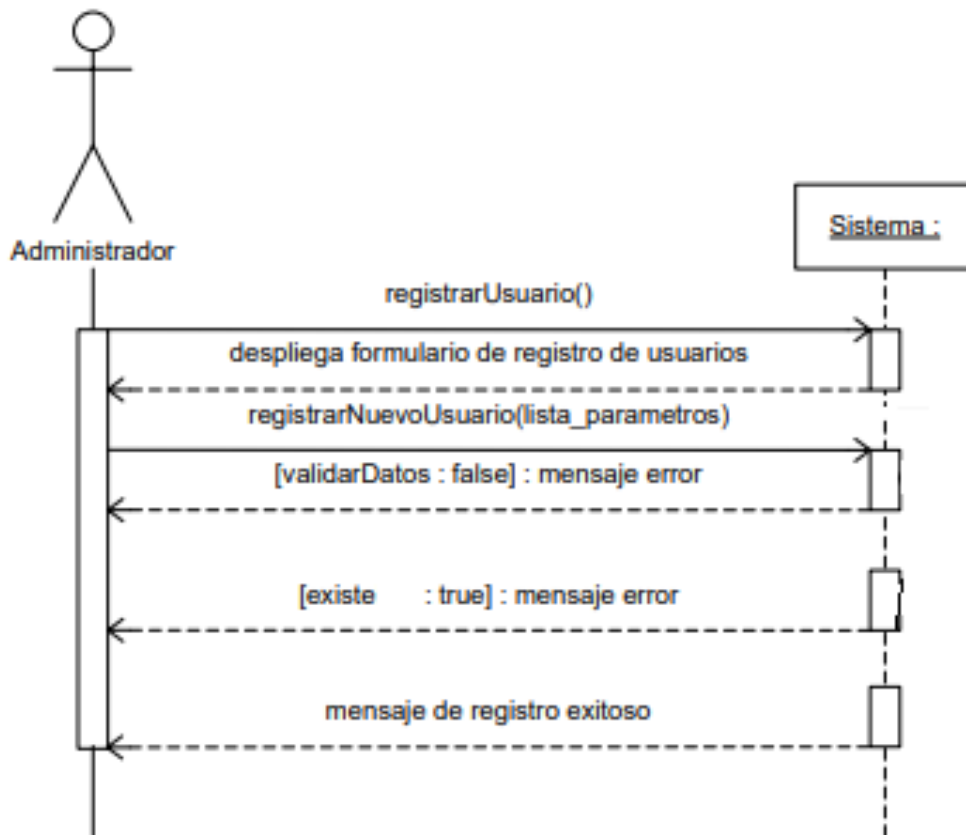 Administrador
Sistema :
registrarUsuario()
despliega formulario de registro de usuarios
registrarNuevoUsuario(lista_parametros)
[validarDatos : false] : mensaje error
[existe : true] : mensaje error
mensaje de registro exitoso